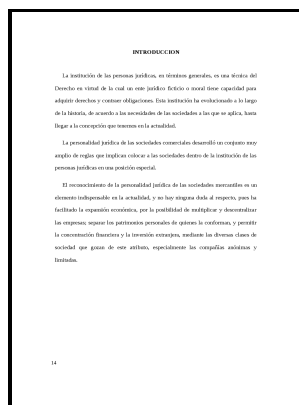 INTRODUCCION
La institución de las personas jurídicas, en términos generales, es una técnica del
Derecho en virtud de la cual un ente jurídico ficticio o moral tiene capacidad para
adquirir derechos y contraer obligaciones. Esta institución ha evolucionado a lo largo
de la historia, de acuerdo a las necesidades de las sociedades a las que se aplica, hasta
llegar a la concepción que tenemos en la actualidad.
La personalidad jurídica de las sociedades comerciales desarrolló un conjunto muy
amplio de reglas que implican colocar a las sociedades dentro de la institución de las
personas jurídicas en una posición especial.
El reconocimiento de la personalidad jurídica de las sociedades mercantiles es un
elemento indispensable en la actualidad, y no hay ninguna duda al respecto, pues ha
facilitado la expansión económica, por la posibilidad de multiplicar y descentralizar
las empresas; separar los patrimonios personales de quienes la conforman, y permitir
la concentración financiera y la inversión extranjera, mediante las diversas clases de
sociedad que gozan de este atributo, especialmente las compañías anónimas y
limitadas.
14